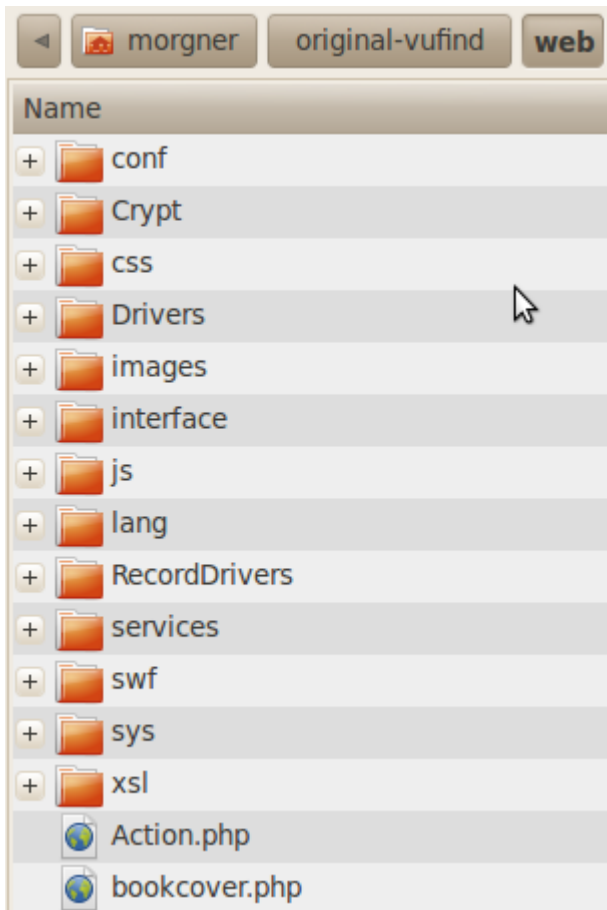 morgner original-vufind web
Name
conf
Crypt
css
Drivers
images
interface
js
lang
RecordDrivers
services
swf
sys
xsl
Action.php
bookcover.php